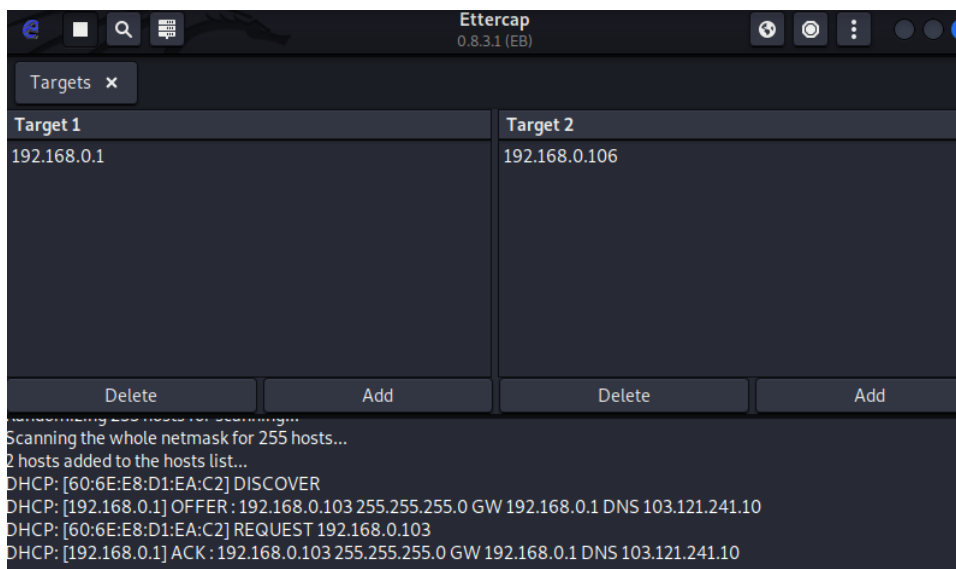 Ettercap
0.8.3.1 (EB)
Targets ×
Target 1
Target 2
192.168.0.1
192.168.0.106
Delete
Add
Delete
Add
Randomizing 255 hosts for scanning...
Scanning the whole netmask for 255 hosts...
2 hosts added to the hosts list...
DHCP: [60:6E:E8:D1:EA:C2] DISCOVER
DHCP: [192.168.0.1] OFFER : 192.168.0.103 255.255.255.0 GW 192.168.0.1 DNS 103.121.241.10
DHCP: [60:6E:E8:D1:EA:C2] REQUEST 192.168.0.103
DHCP: [192.168.0.1] ACK : 192.168.0.103 255.255.255.0 GW 192.168.0.1 DNS 103.121.241.10